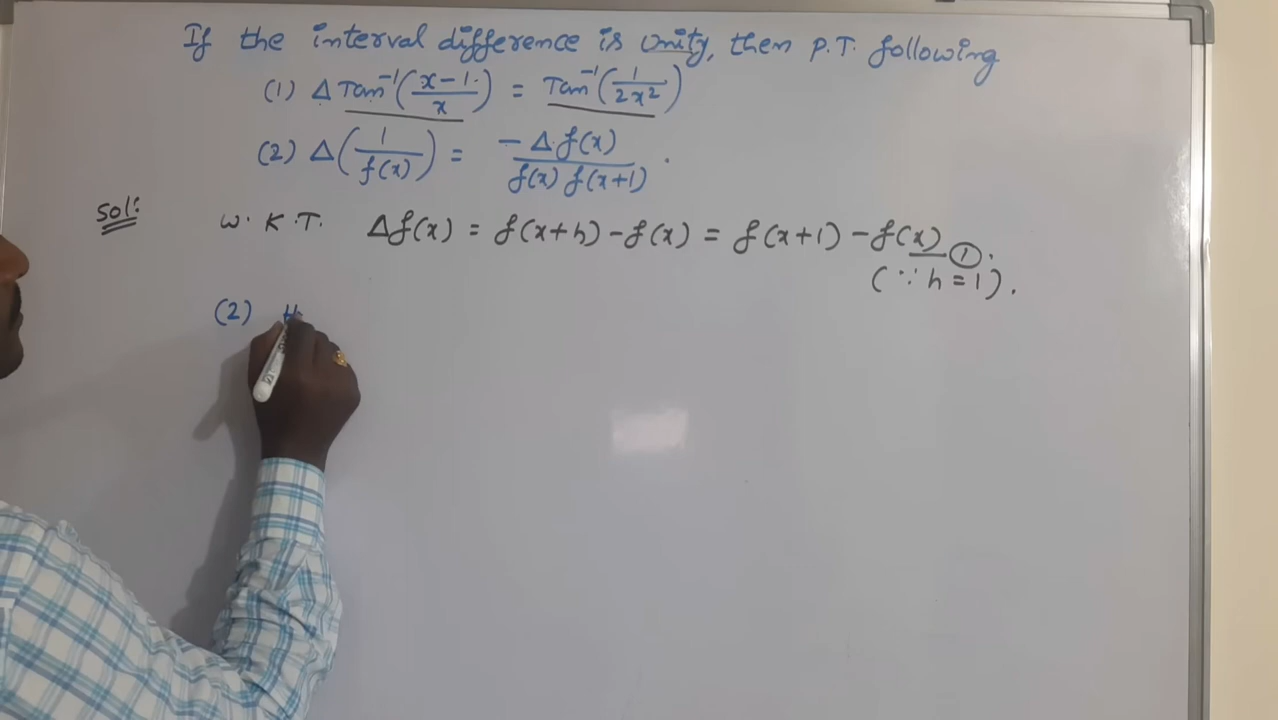 If the interval difference is unity, then P.T. following
(1) Δ Tan⁻¹((x-1)/x) = Tan⁻¹(1/2x²)
(2) Δ(1/f(x)) = -Δf(x)/f(x) f(x+1) .
Sol:
W.K.T. Δf(x) = f(x+h) - f(x) = f(x+1) - f(x) — ①.
(∵ h = 1).
(2)